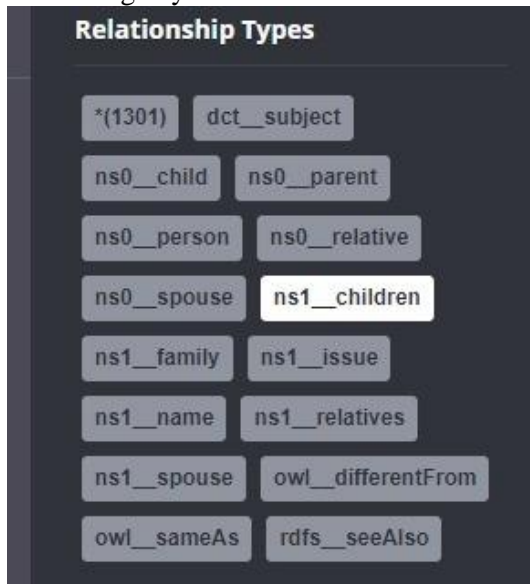 Relationship Types
*(1301) dct__subject
ns0__child ns0__parent
ns0__person ns0__relative
ns0__spouse ns1__children
ns1__family ns1__issue
ns1__name ns1__relatives
ns1__spouse owl__differentFrom
owl__sameAs rdfs__seeAlso